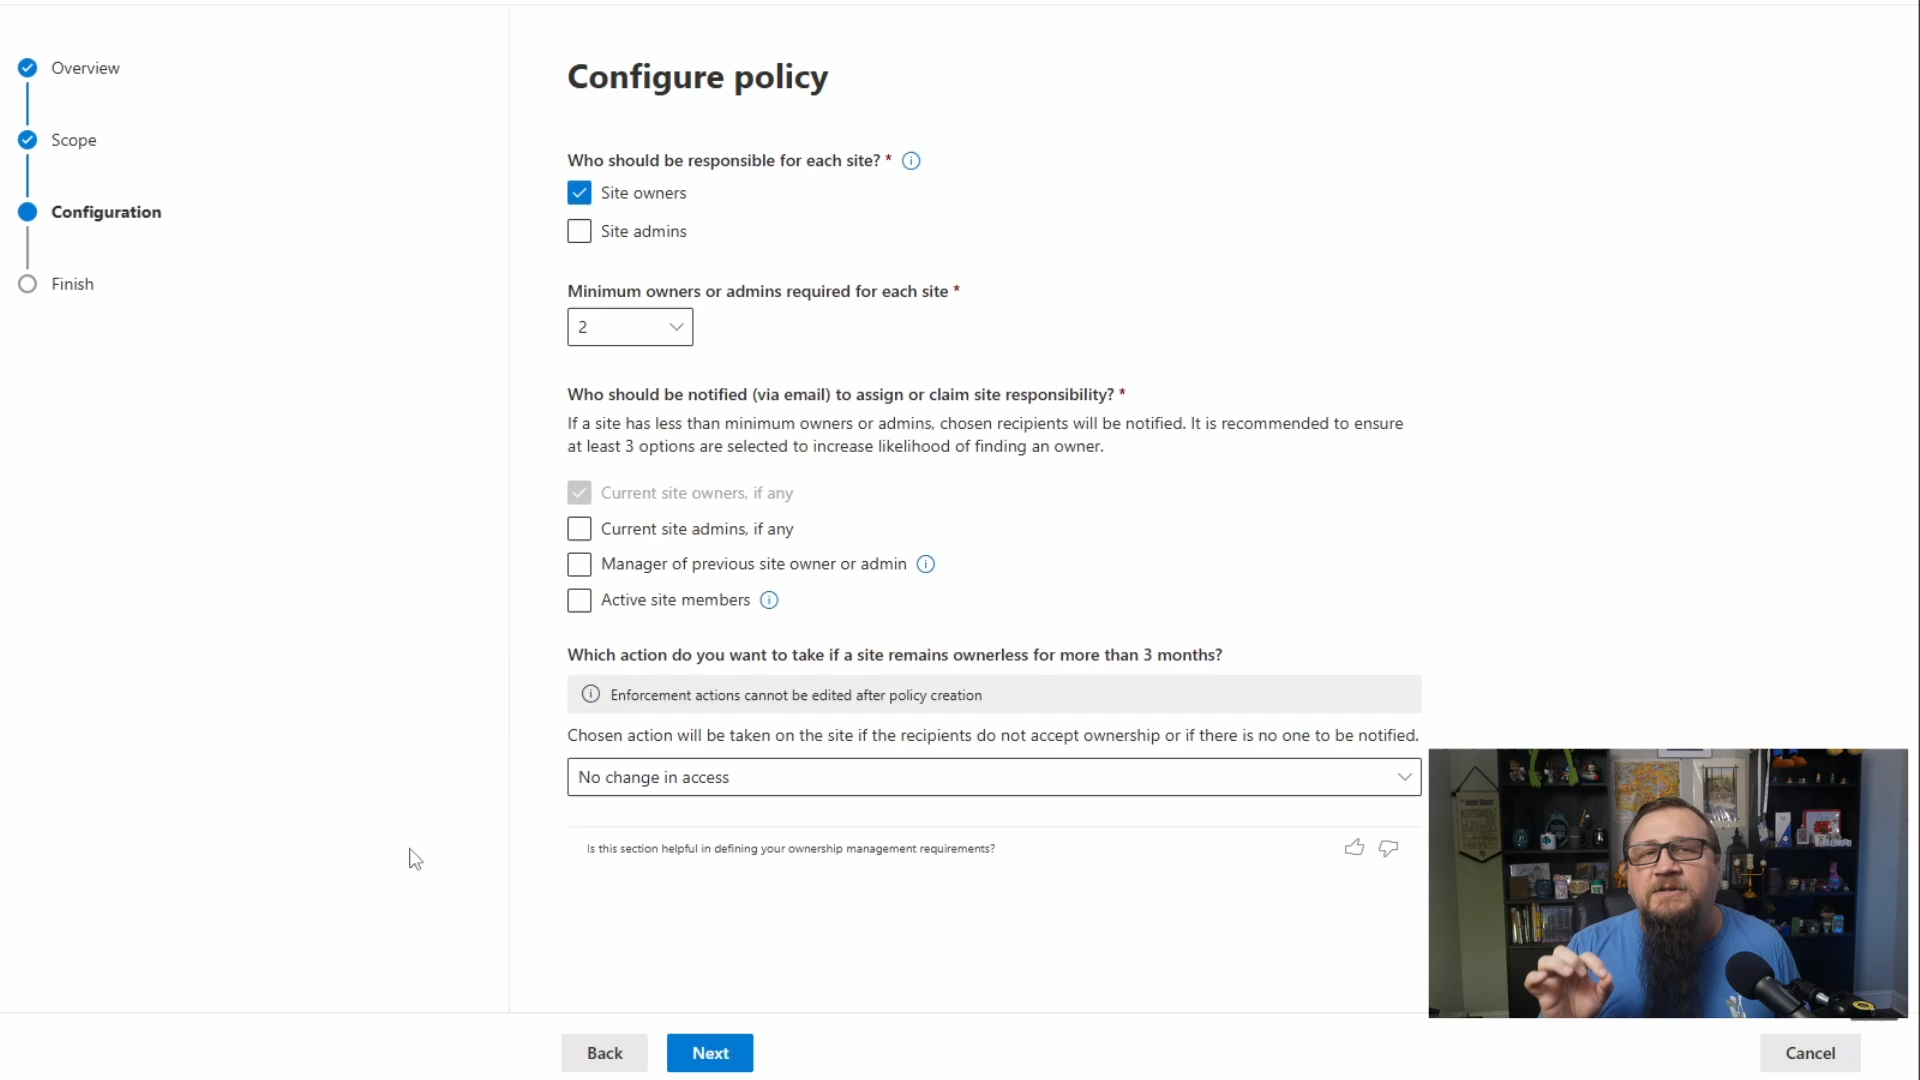 Overview
Scope
Configuration
Finish
Configure policy
Who should be responsible for each site? *
Site owners
Site admins
Minimum owners or admins required for each site *
2
Who should be notified (via email) to assign or claim site responsibility? *
If a site has less than minimum owners or admins, chosen recipients will be notified. It is recommended to ensure
at least 3 options are selected to increase likelihood of finding an owner.
Current site owners, if any
Current site admins, if any
Manager of previous site owner or admin
Active site members
Which action do you want to take if a site remains ownerless for more than 3 months?
Enforcement actions cannot be edited after policy creation
Chosen action will be taken on the site if the recipients do not accept ownership or if there is no one to be notified.
No change in access
Is this section helpful in defining your ownership management requirements?
Back
Next
Cancel